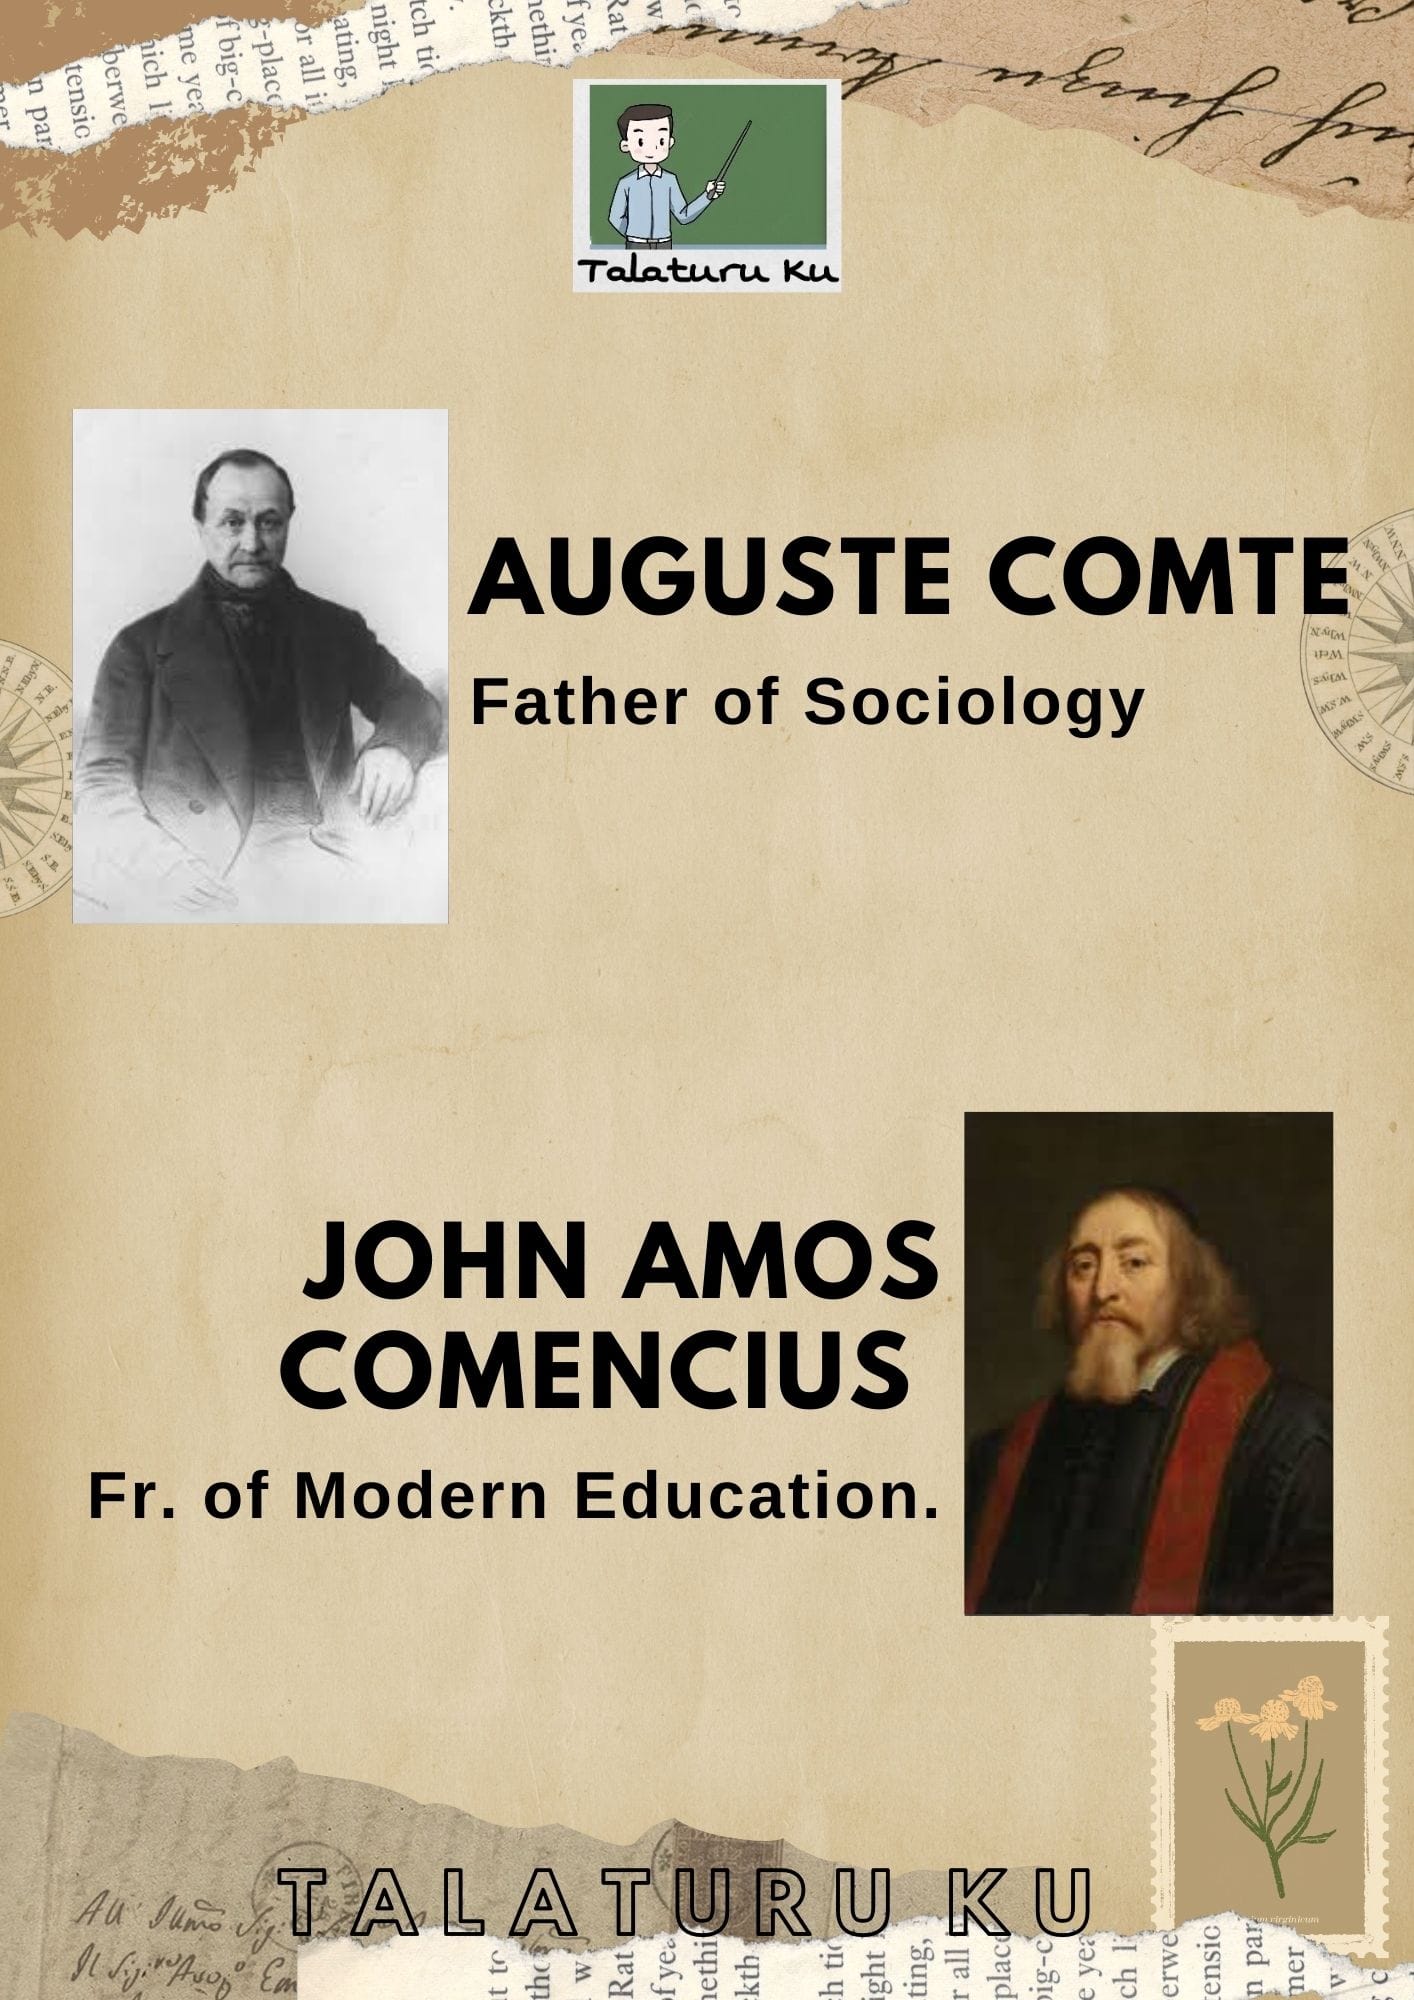 Talaturu Ku
AUGUSTE COMTE
Father of Sociology
JOHN AMOS
COMENCIUS
Fr. of Modern Education.
TALATURU KU